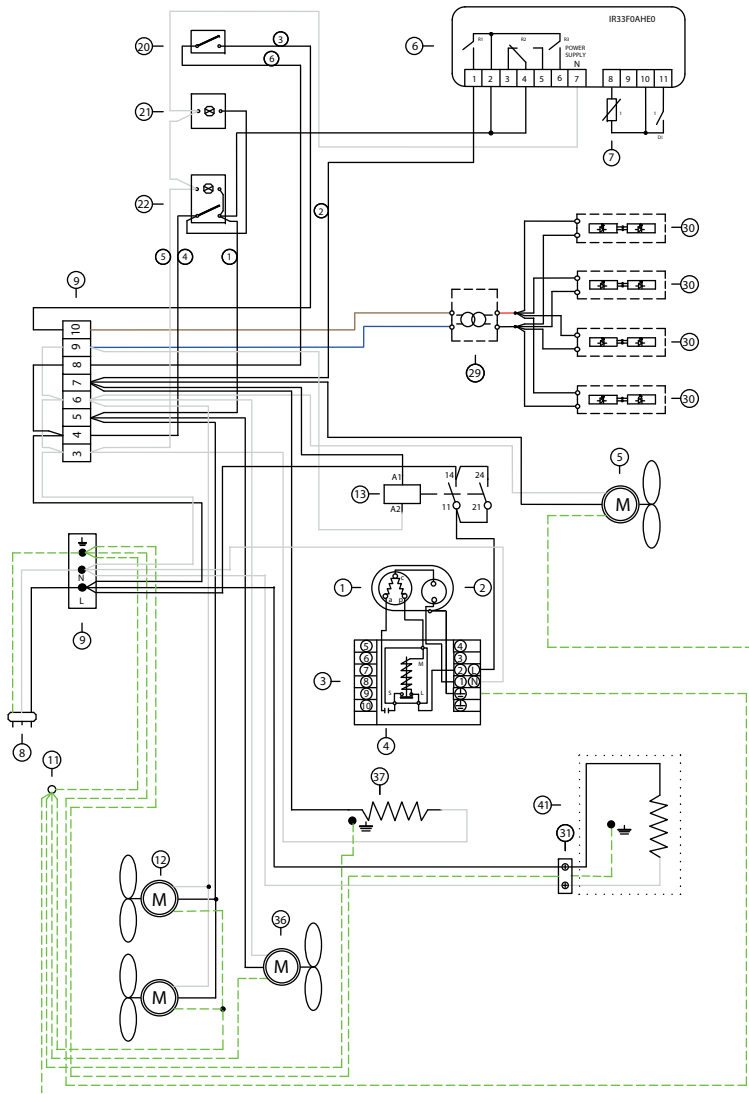 IR33F0AHE0
20
3
6
6
R1
R2
R3
POWER
SUPPLY
N
1 2 3 4 5 6 7 8 9 10 11
21
DI
7
22
2
30
5 4 1
9
30
10
9
8
7
6
5
4
3
29
30
30
5
M
A1
14 24
13
A2
11 21
N
L
9
1
2
c
a p
3
5
6
7
8
9
10
M
S L
4
3
2 L
1 N
4
8
11
37
41
31
12
M
36
M
M